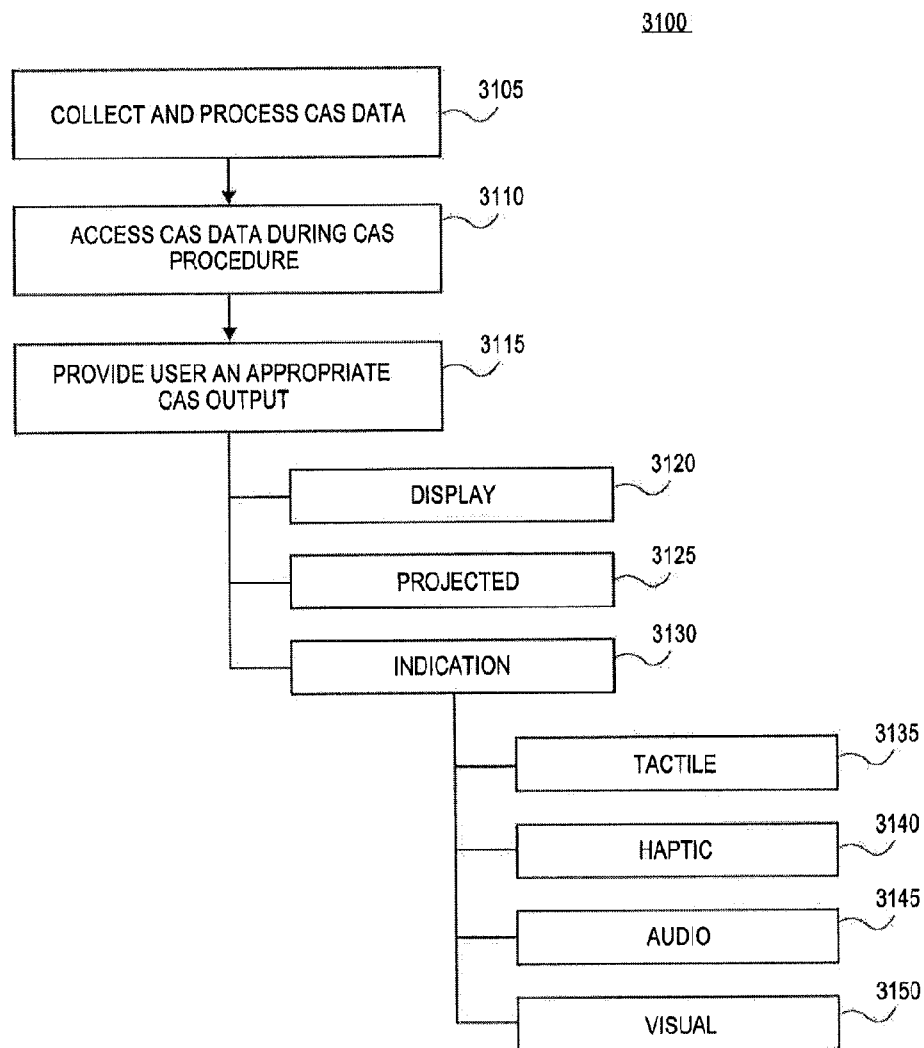 3100
3105
COLLECT AND PROCESS CAS DATA
3110
ACCESS CAS DATA DURING CAS
PROCEDURE
3115
PROVIDE USER AN APPROPRIATE
CAS OUTPUT
3120
DISPLAY
3125
PROJECTED
3130
INDICATION
3135
TACTILE
3140
HAPTIC
3145
AUDIO
3150
VISUAL